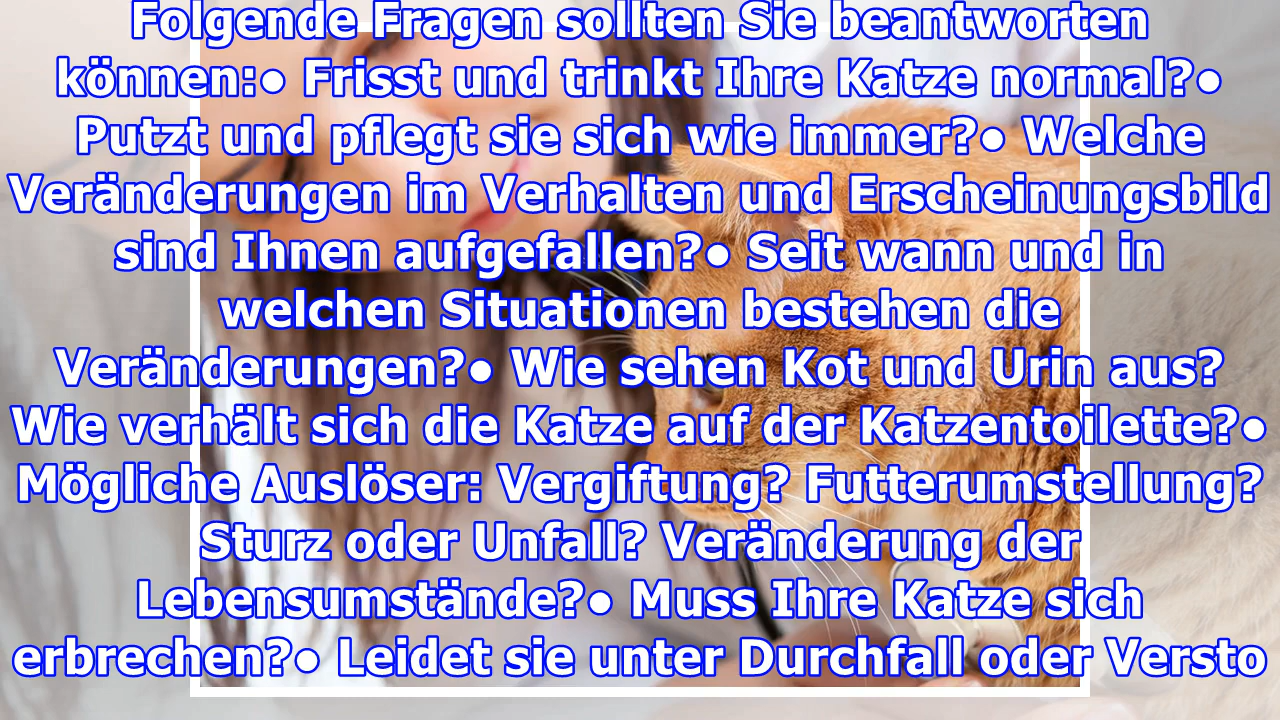 Folgende Fragen sollten Sie beantworten
können:● Frisst und trinkt Ihre Katze normal?●
Putzt und pflegt sie sich wie immer?● Welche
Veränderungen im Verhalten und Erscheinungsbild
sind Ihnen aufgefallen?● Seit wann und in
welchen Situationen bestehen die
Veränderungen?● Wie sehen Kot und Urin aus?
Wie verhält sich die Katze auf der Katzentoilette?●
Mögliche Auslöser: Vergiftung? Futterumstellung?
Sturz oder Unfall? Veränderung der
Lebensumstände?● Muss Ihre Katze sich
erbrechen?● Leidet sie unter Durchfall oder Versto